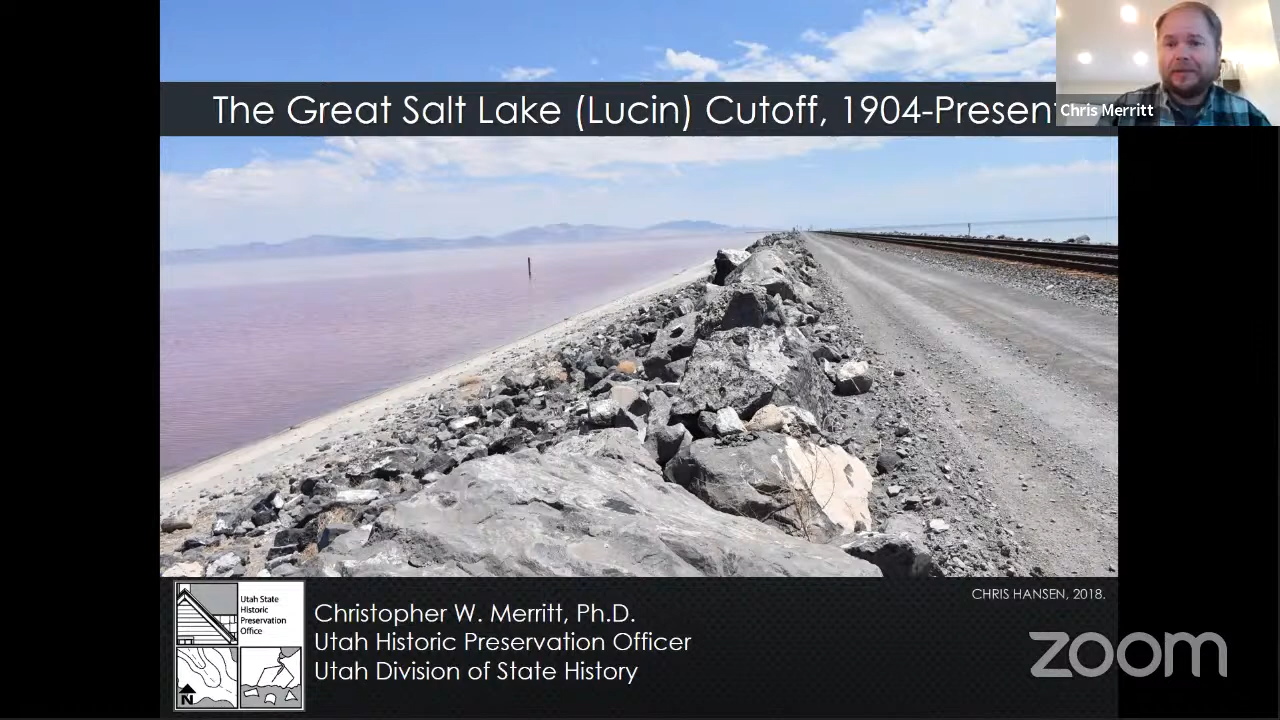 The Great Salt Lake (Lucin) Cutoff, 1904-Present
Chris Merritt
Utah State
Historic
Preservation
Office
N
Christopher W. Merritt, Ph.D.
Utah Historic Preservation Officer
Utah Division of State History
CHRIS HANSEN, 2018.
zoom